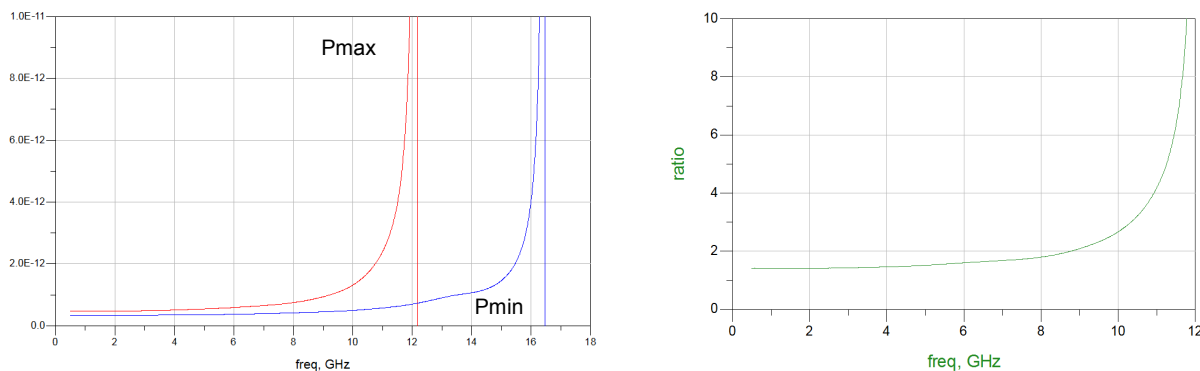 1.0E-11
8.0E-12
6.0E-12
4.0E-12
2.0E-12
0.0
Pmax
Pmin
0 2 4 6 8 10 12 14 16 18
freq, GHz
10
8
6
4
2
0
ratio
0 2 4 6 8 10 12
freq, GHz